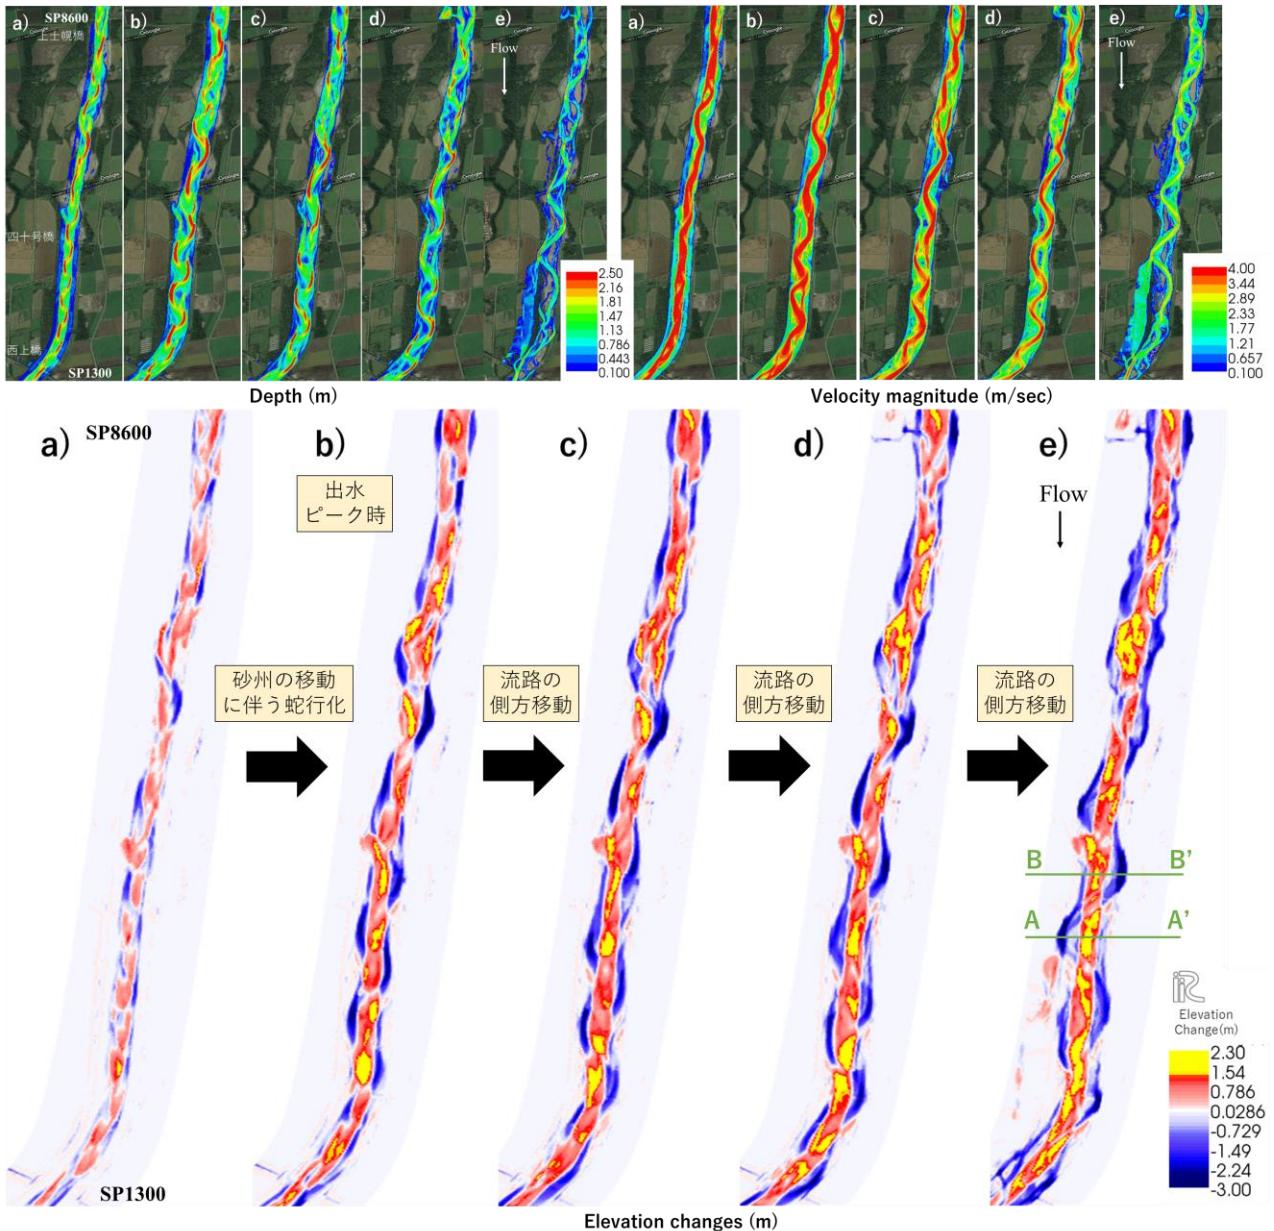 a)
SP8600
上士幌橋
四十号橋
西上橋
SP1300
b)
c)
d)
e)
Flow
2.50
2.16
1.81
1.47
1.13
0.786
0.443
0.100
Depth (m)
a)
b)
c)
d)
e)
Flow
4.00
3.44
2.89
2.33
1.77
1.21
0.657
0.100
Velocity magnitude (m/sec)
a)
SP8600
SP1300
砂州の移動
に伴う蛇行化
b)
出水
ピーク時
流路の
側方移動
c)
流路の
側方移動
d)
流路の
側方移動
e)
Flow
B
B'
A
A'
iRIC
Elevation
Change(m)
2.30
1.54
0.786
0.0286
-0.729
-1.49
-2.24
-3.00
Elevation changes (m)